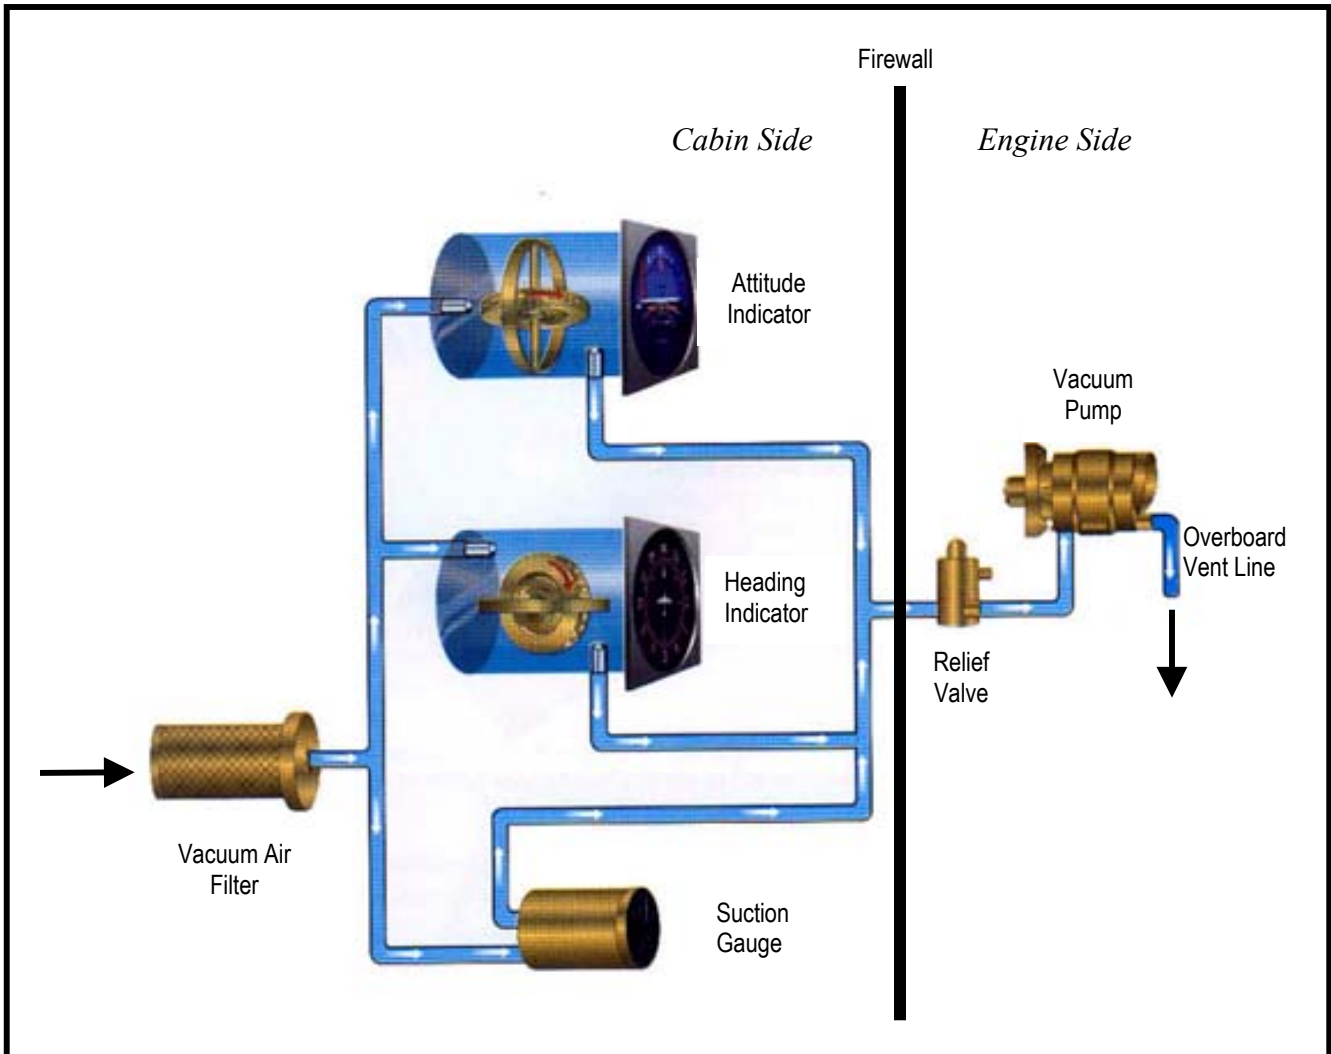 Firewall
Cabin Side
Engine Side
Attitude
Indicator
Vacuum
Pump
Overboard
Vent Line
Heading
Indicator
Relief
Valve
Vacuum Air
Filter
Suction
Gauge